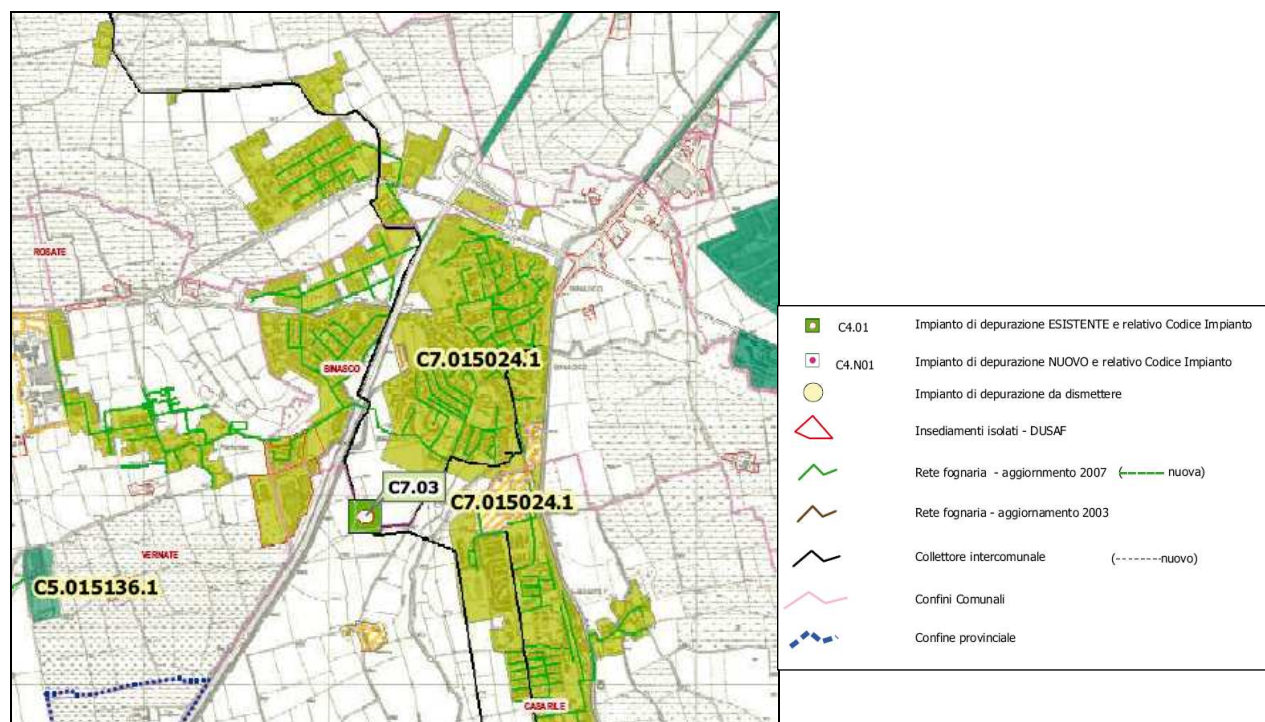 ROSATE
BINASCO
C7.015024.1
C7.03
C7.015024.1
VERNATE
C5.015136.1
CASARILE
C4.01 Impianto di depurazione ESISTENTE e relativo Codice Impianto
C4.N01 Impianto di depurazione NUOVO e relativo Codice Impianto
Impianto di depurazione da dismettere
Insediamenti isolati - DUSAF
Rete fognaria - aggiornmento 2007 (------- nuova)
Rete fognaria - aggiornamento 2003
Collettore intercomunale (--------nuovo)
Confini Comunali
Confine provinciale